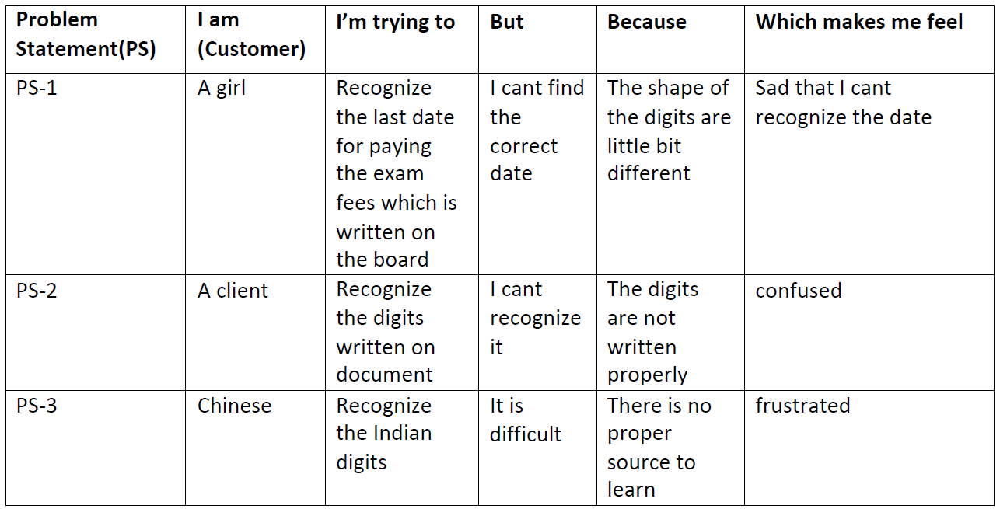 Problem
Statement(PS)
I am
(Customer)
I’m trying to
But
Because
Which makes me feel
PS-1
A girl
Recognize
the last date
for paying
the exam
fees which is
written on
the board
I cant find
the
correct
date
The shape of
the digits are
little bit
different
Sad that I cant
recognize the date
PS-2
A client
Recognize
the digits
written on
document
I cant
recognize
it
The digits
are not
written
properly
confused
PS-3
Chinese
Recognize
the Indian
digits
It is
difficult
There is no
proper
source to
learn
frustrated